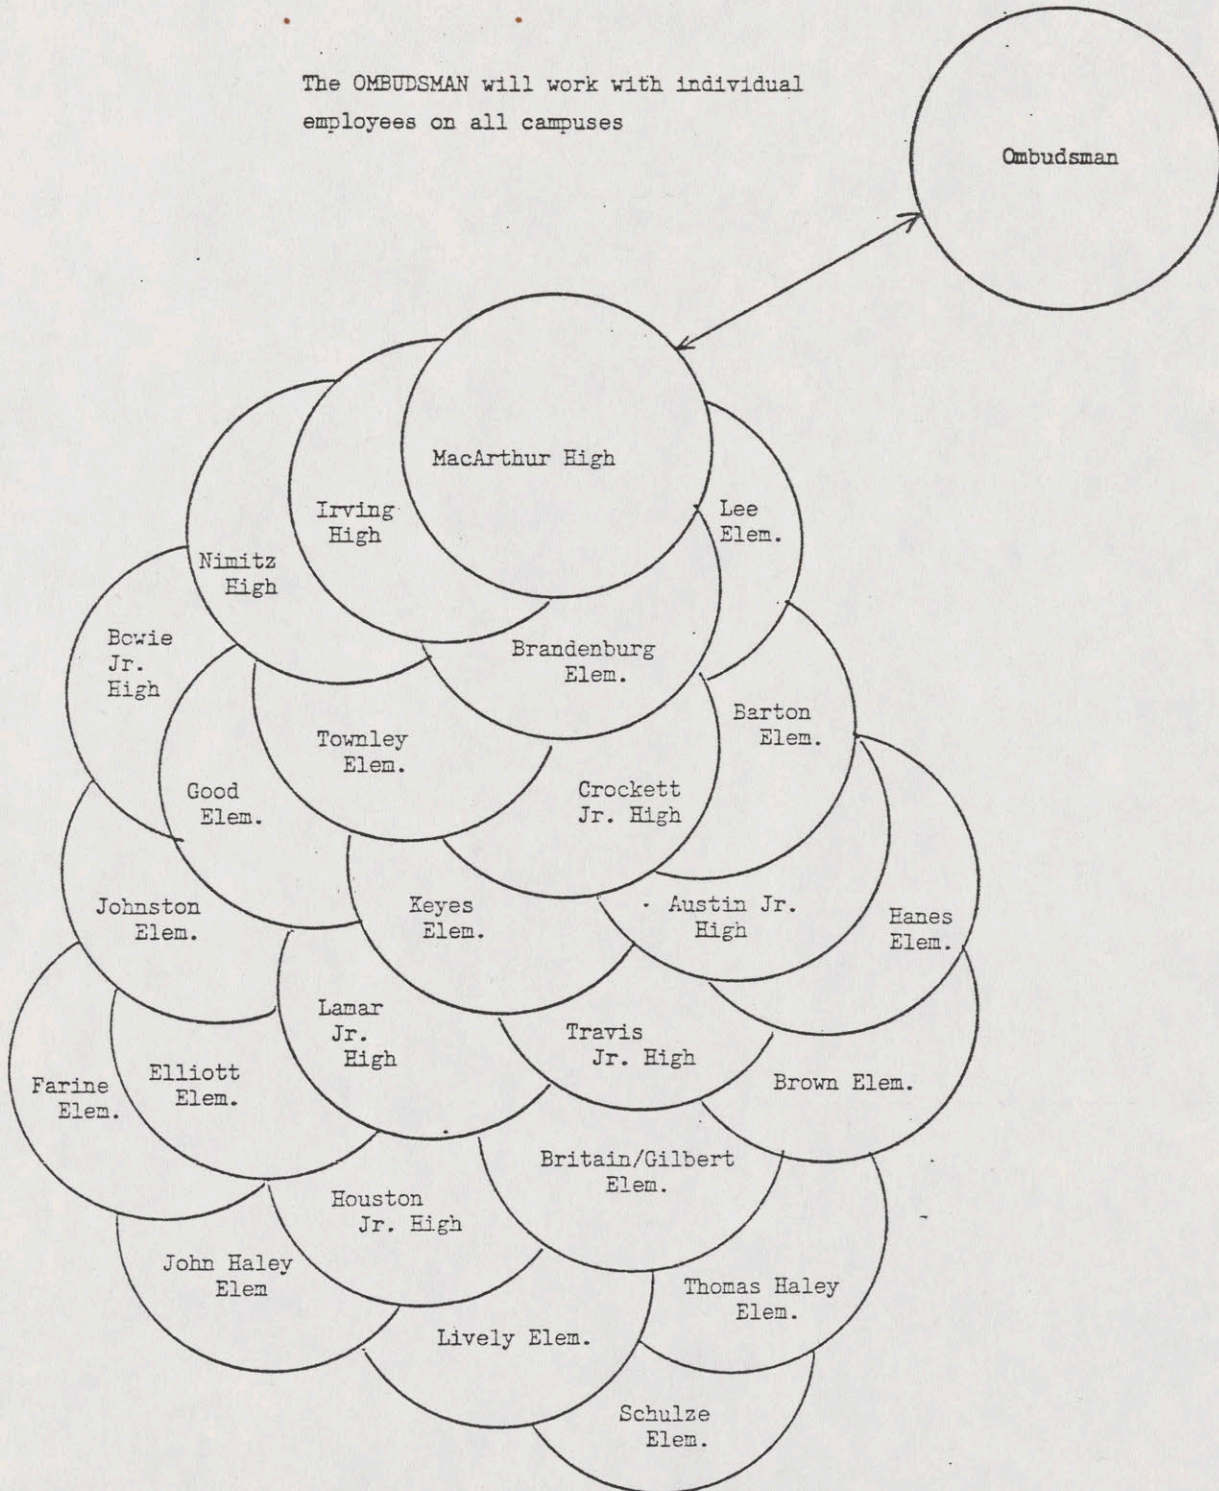 The OMBUDSMAN will work with individual
employees on all campuses
Ombudsman
MacArthur High
Irving
High
Lee
Elem.
Nimitz
High
Bowie
Jr.
High
Brandenburg
Elem.
Barton
Elem.
Townley
Elem.
Good
Elem.
Crockett
Jr. High
Johnston
Elem.
Keyes
Elem.
Austin Jr.
High
Hanes
Elem.
Lamar
Jr.
High
Travis
Jr. High
Farine
Elem.
Elliott
Elem.
Brown Elem.
Britain/Gilbert
Elem.
Houston
Jr. High
John Haley
Elem
Thomas Haley
Elem.
Lively Elem.
Schulze
Elem.